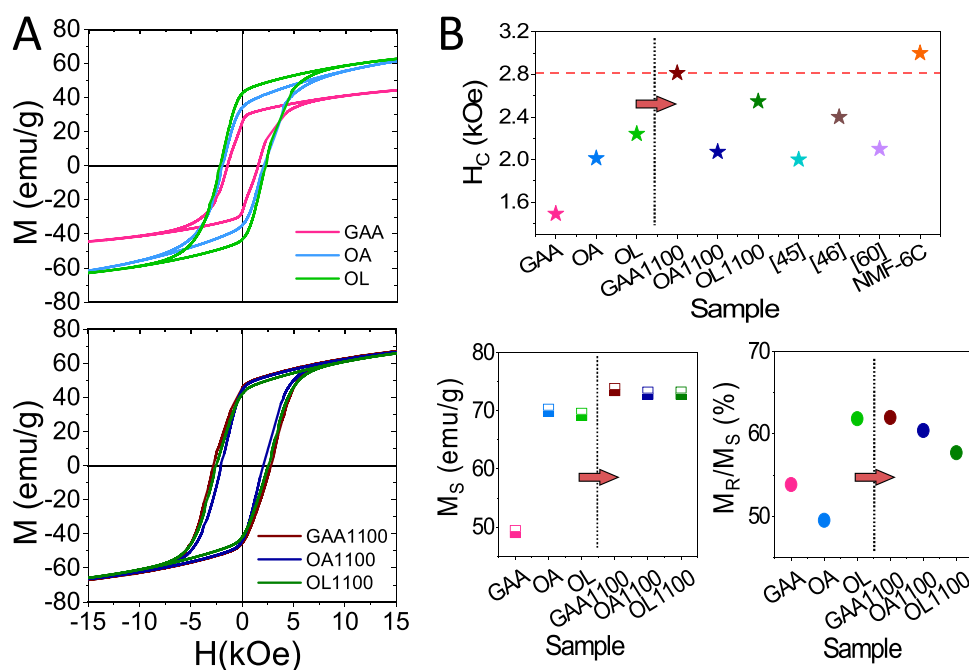 A
80
60
40
20
0
-20
-40
-60
-80
M (emu/g)
GAA
OA
OL
80
60
40
20
0
-20
-40
-60
-80
M (emu/g)
GAA1100
OA1100
OL1100
-15 -10 -5 0 5 10 15
H(kOe)
B
3.2
2.8
2.4
2.0
1.6
H_C (kOe)
GAA OA OL GAA1100 OA1100 OL1100 [45] [46] [60] NMF-6C
Sample
80
70
60
50
M_S (emu/g)
GAA OA OL GAA1100 OA1100 OL1100
Sample
70
60
50
M_R/M_S (%)
GAA OA OL GAA1100 OA1100 OL1100
Sample